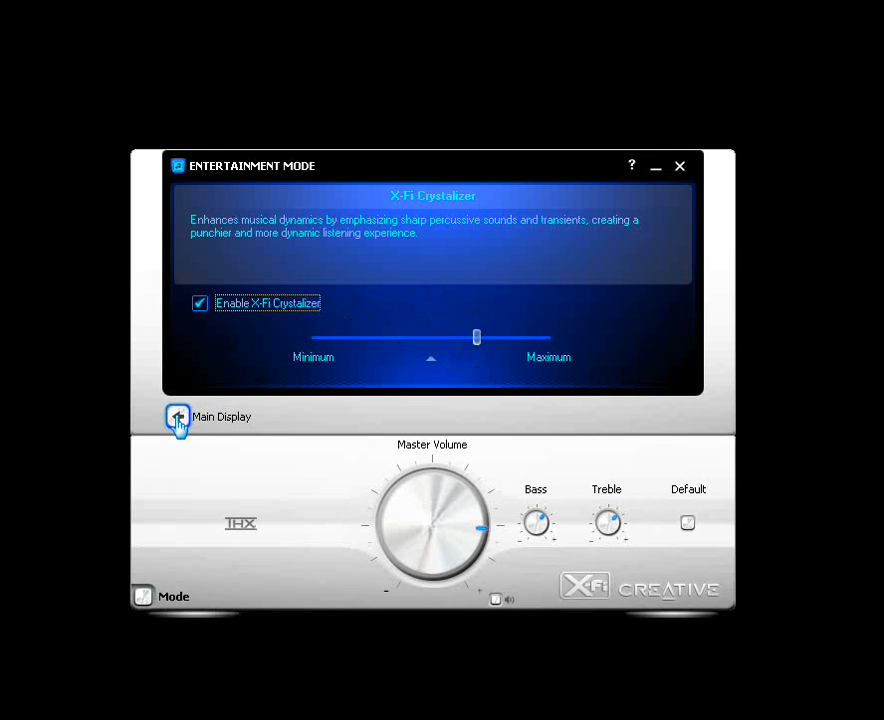 ENTERTAINMENT MODE
?
X-Fi Crystalizer
Enhances musical dynamics by emphasizing sharp percussive sounds and transients, creating a
punchier and more dynamic listening experience.
Enable X-Fi Crystalizer
Minimum
Maximum
Main Display
Master Volume
Bass
Treble
Default
THX
- +
- +
- +
X-Fi CREATIVE
Mode